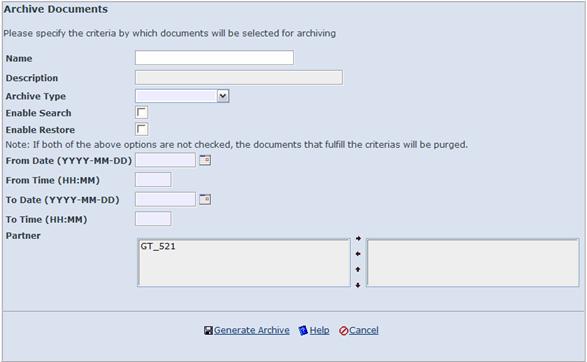 Archive Documents
Please specify the criteria by which documents will be selected for archiving
Name
Description
Archive Type
Enable Search
Enable Restore
Note: If both of the above options are not checked, the documents that fulfill the criterias will be purged.
From Date (YYYY-MM-DD)
From Time (HH:MM)
To Date (YYYY-MM-DD)
To Time (HH:MM)
Partner
GT_521
Generate Archive Help Cancel